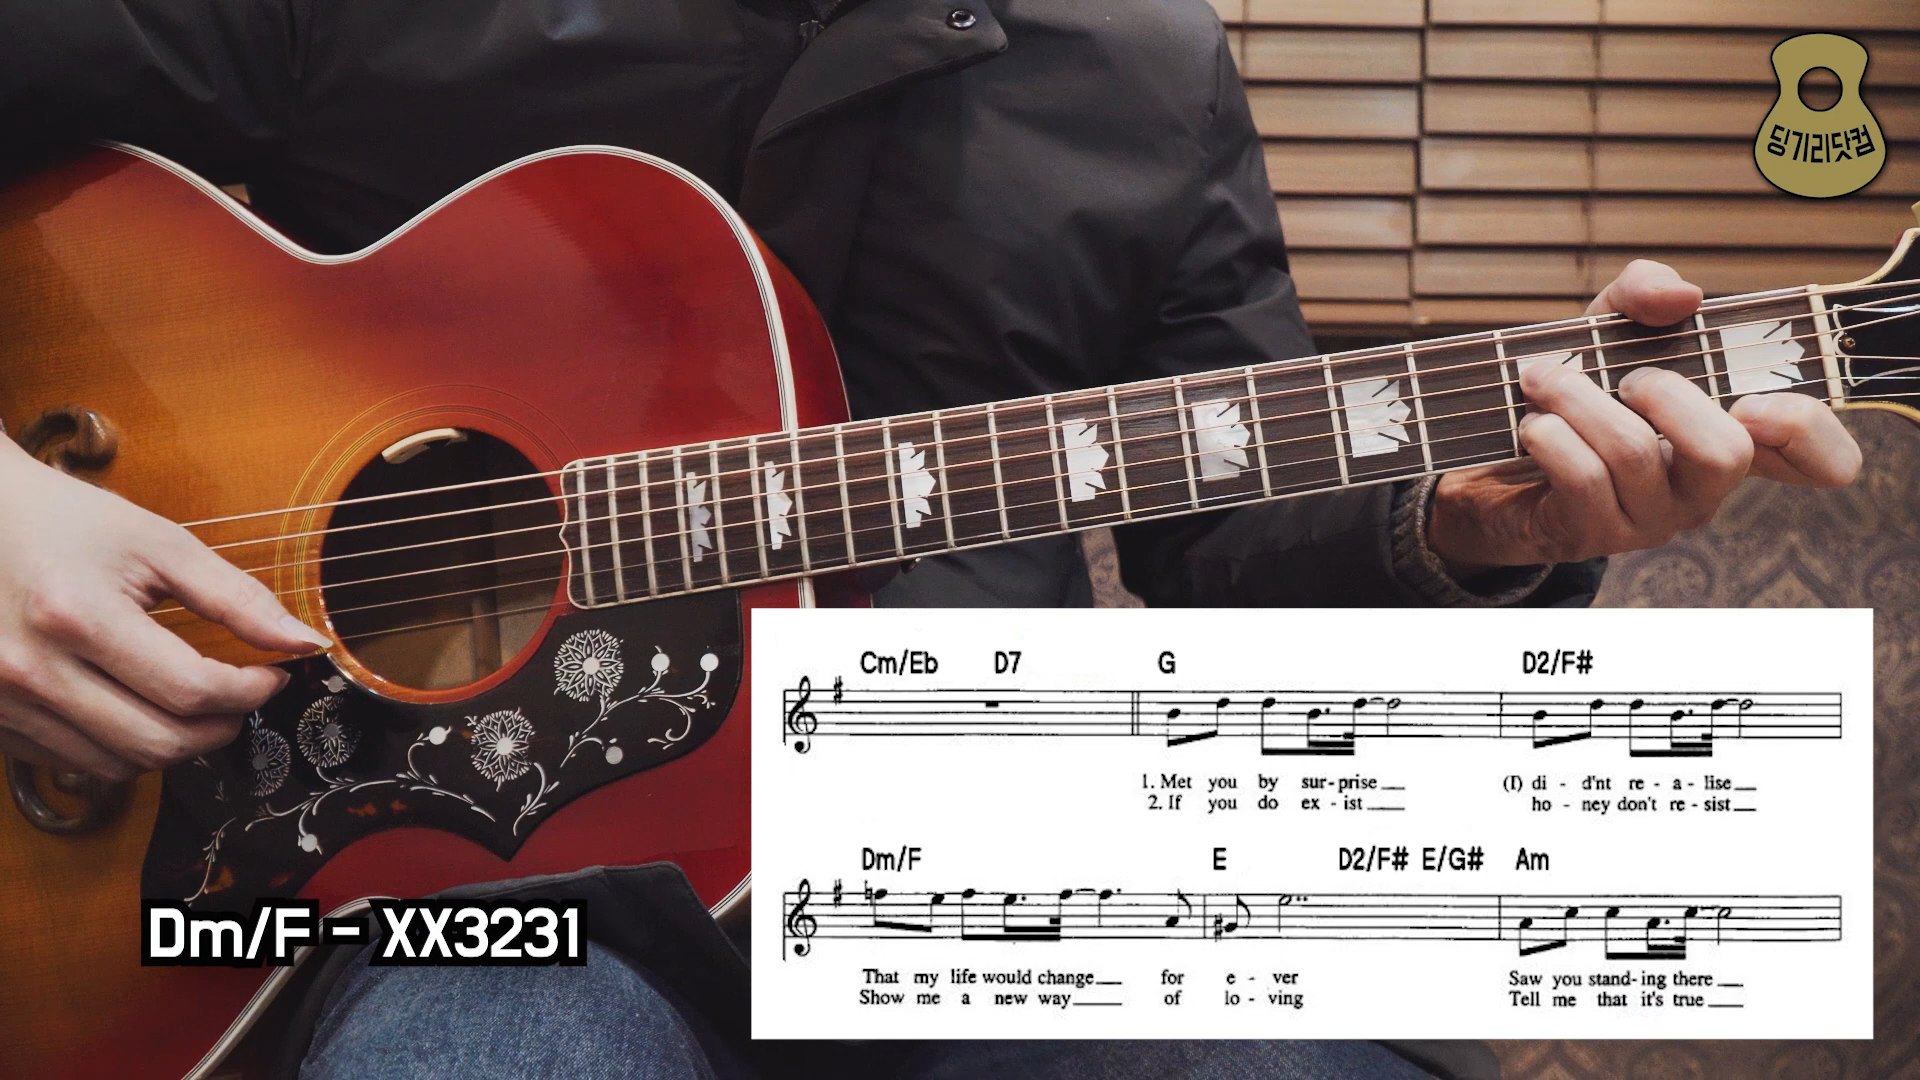 딩가리닷컴
Cm/Eb D7 G D2/F#
1. Met you by sur-prise (I) di - d'nt re - a - lise
2. If you do ex - ist ho - ney don't re - sist
Dm/F E D2/F# E/G# Am
That my life would change for e - ver Saw you stand-ing there
Show me a new way of lo - ving Tell me that it's true
Dm/F - XX3231